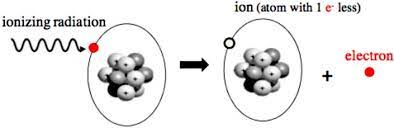 ionizing radiation
ion (atom with 1 e- less)
electron
+